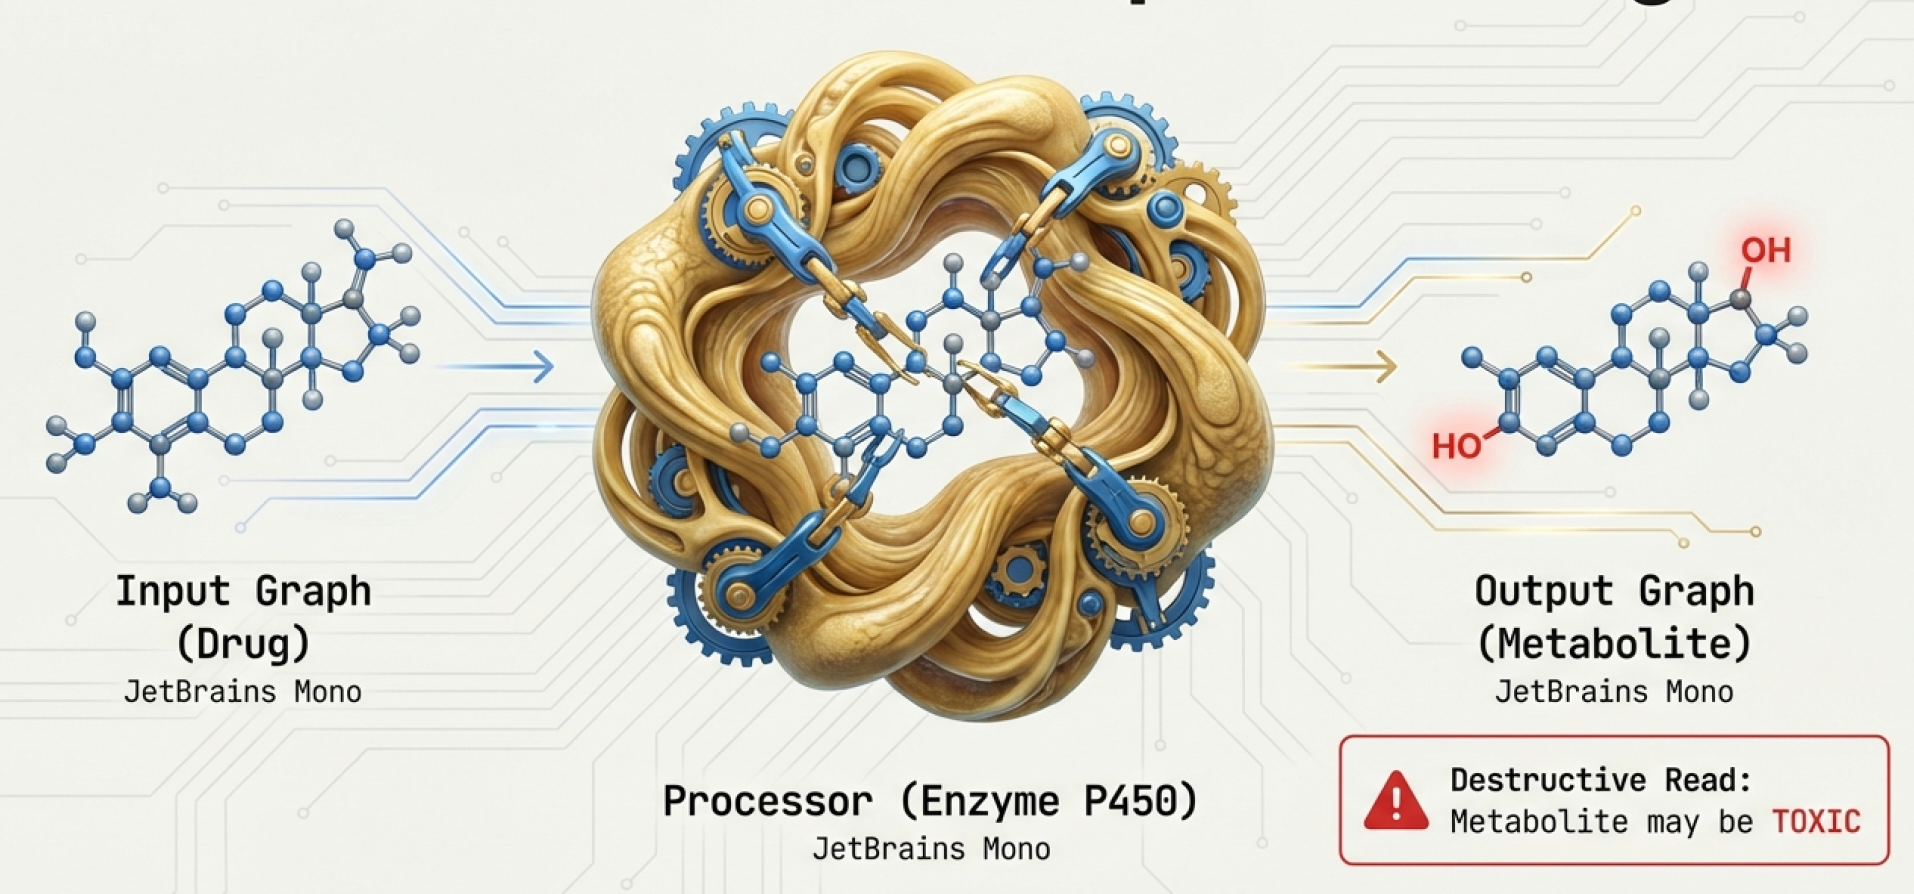 Input Graph
(Drug)
JetBrains Mono
Processor (Enzyme P450)
JetBrains Mono
OH
HO
Output Graph
(Metabolite)
JetBrains Mono
Destructive Read:
Metabolite may be TOXIC